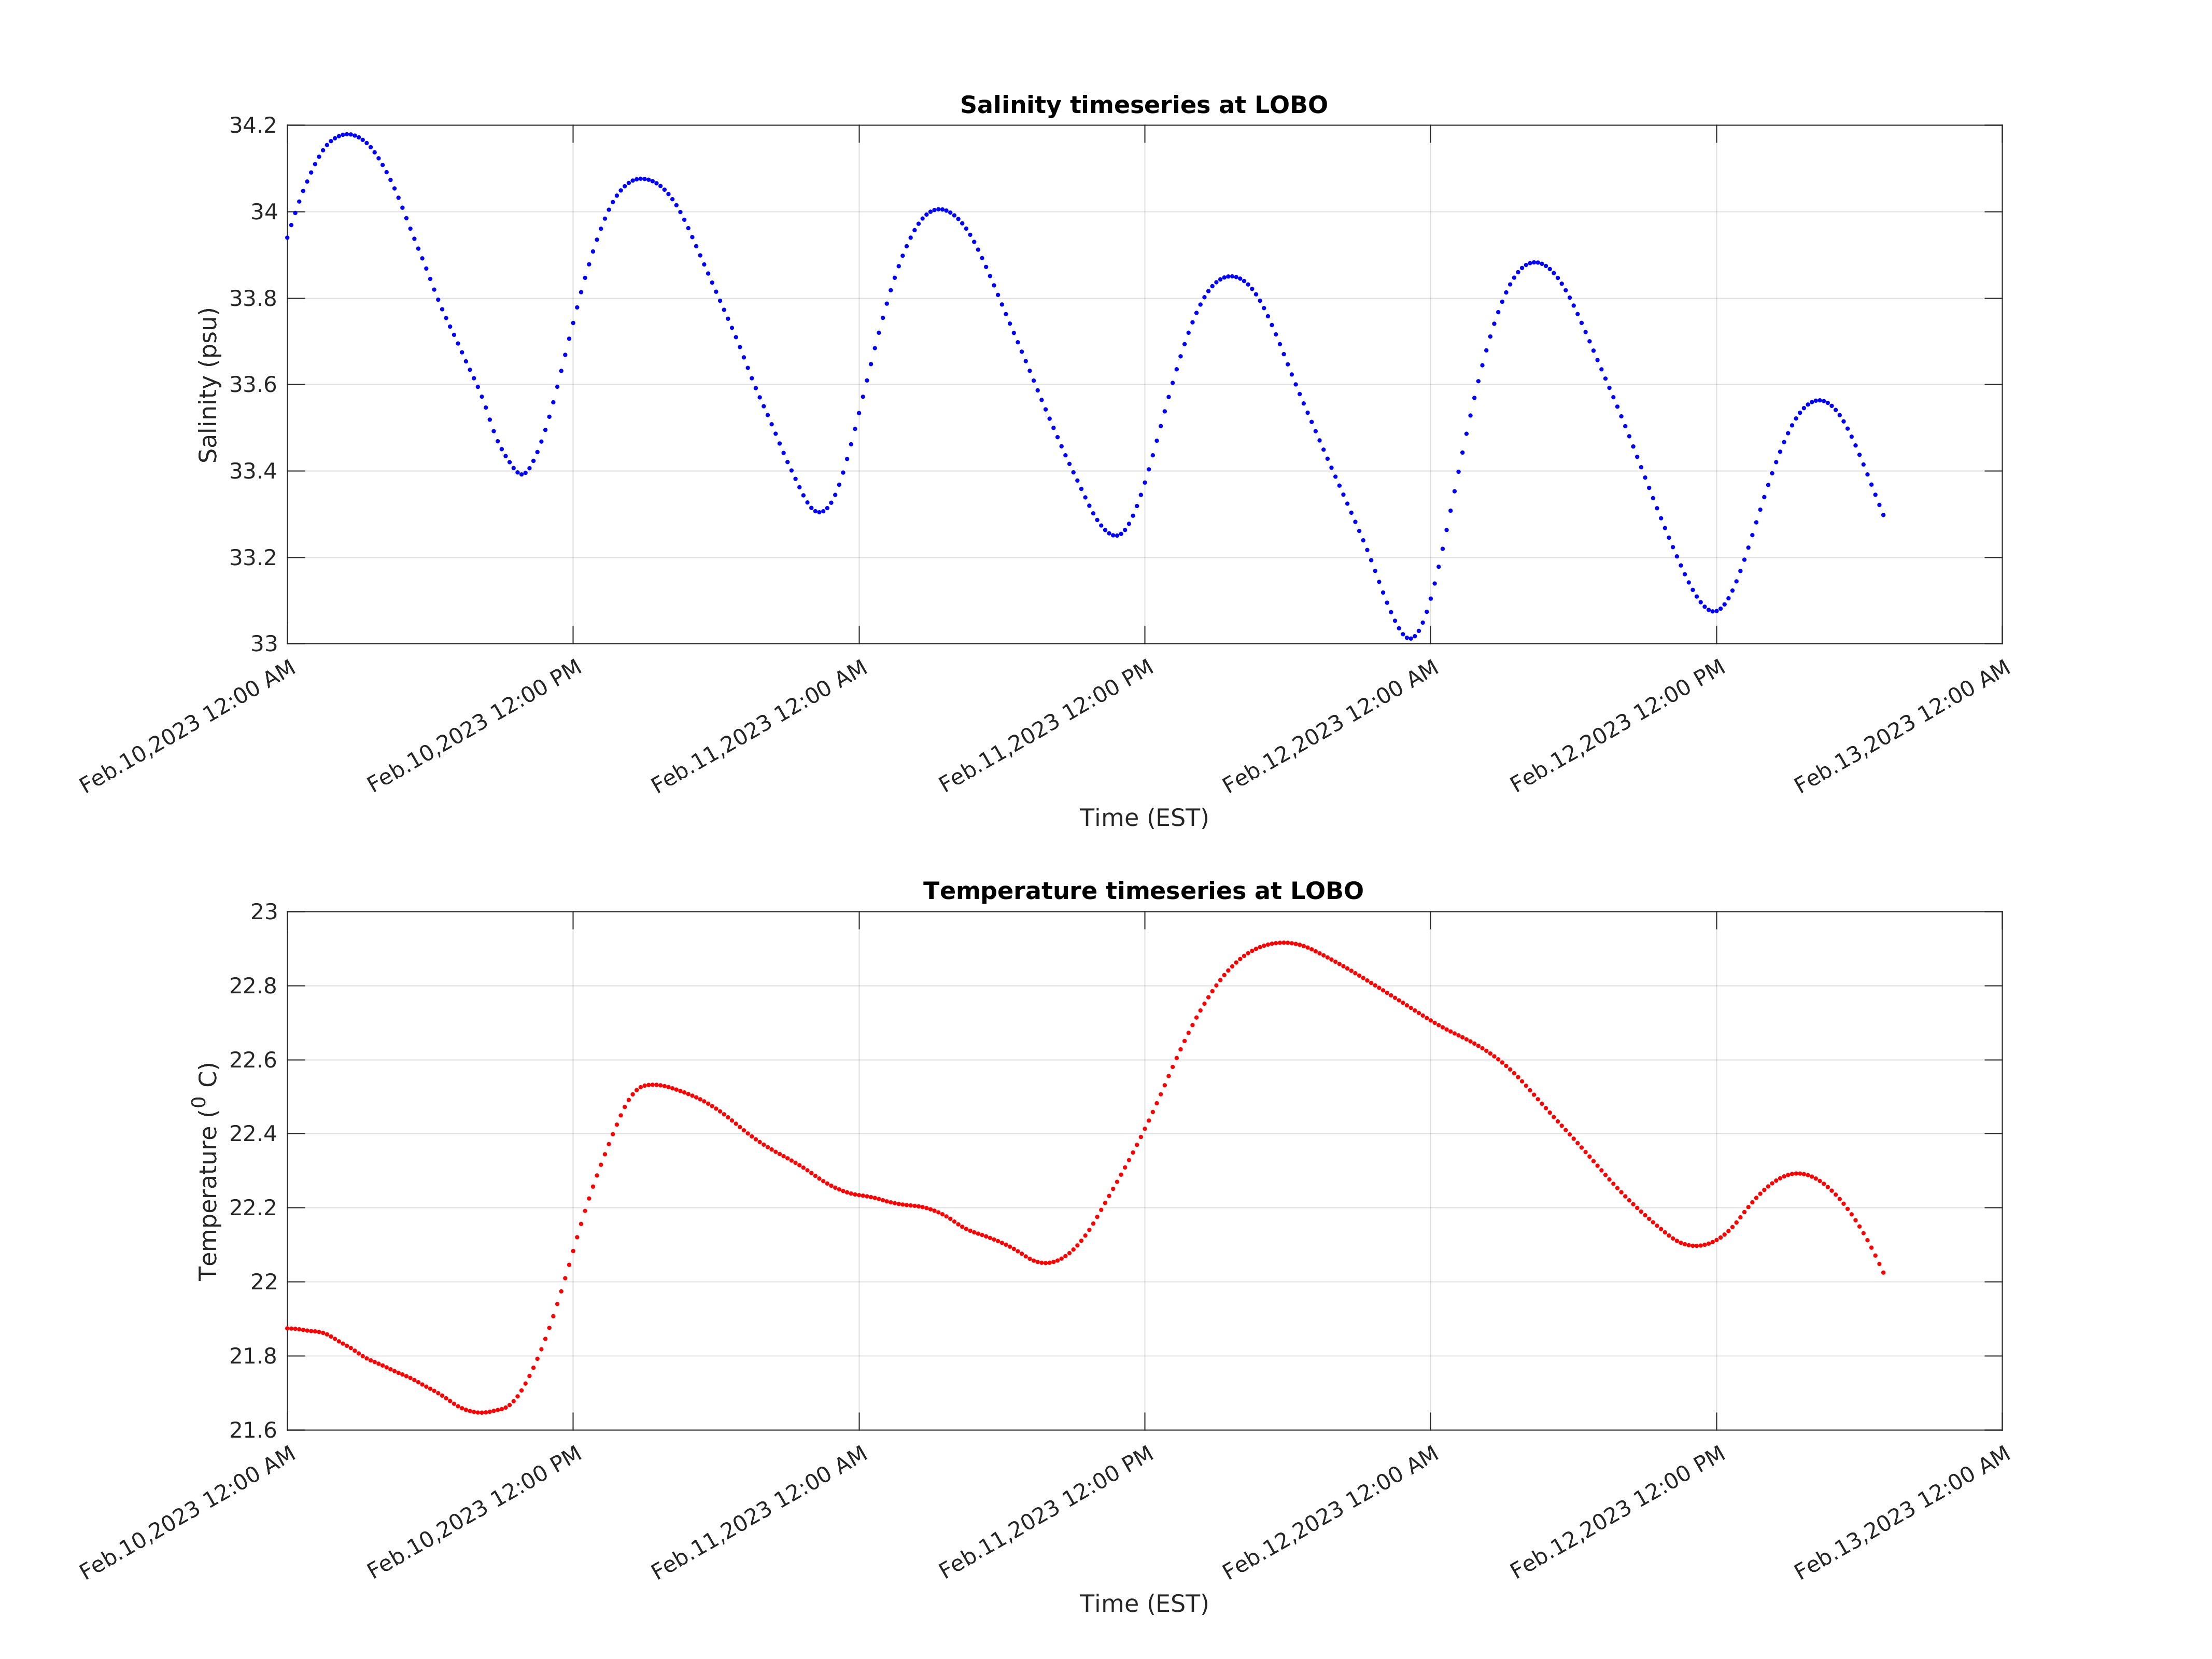 Salinity timeseries at LOBO
Salinity (psu)
34.2
34
33.8
33.6
33.4
33.2
33
Feb.10,2023 12:00 AM
Feb.10,2023 12:00 PM
Feb.11,2023 12:00 AM
Feb.11,2023 12:00 PM
Feb.12,2023 12:00 AM
Feb.12,2023 12:00 PM
Feb.13,2023 12:00 AM
Time (EST)
Temperature timeseries at LOBO
Temperature (⁰ C)
23
22.8
22.6
22.4
22.2
22
21.8
21.6
Feb.10,2023 12:00 AM
Feb.10,2023 12:00 PM
Feb.11,2023 12:00 AM
Feb.11,2023 12:00 PM
Feb.12,2023 12:00 AM
Feb.12,2023 12:00 PM
Feb.13,2023 12:00 AM
Time (EST)